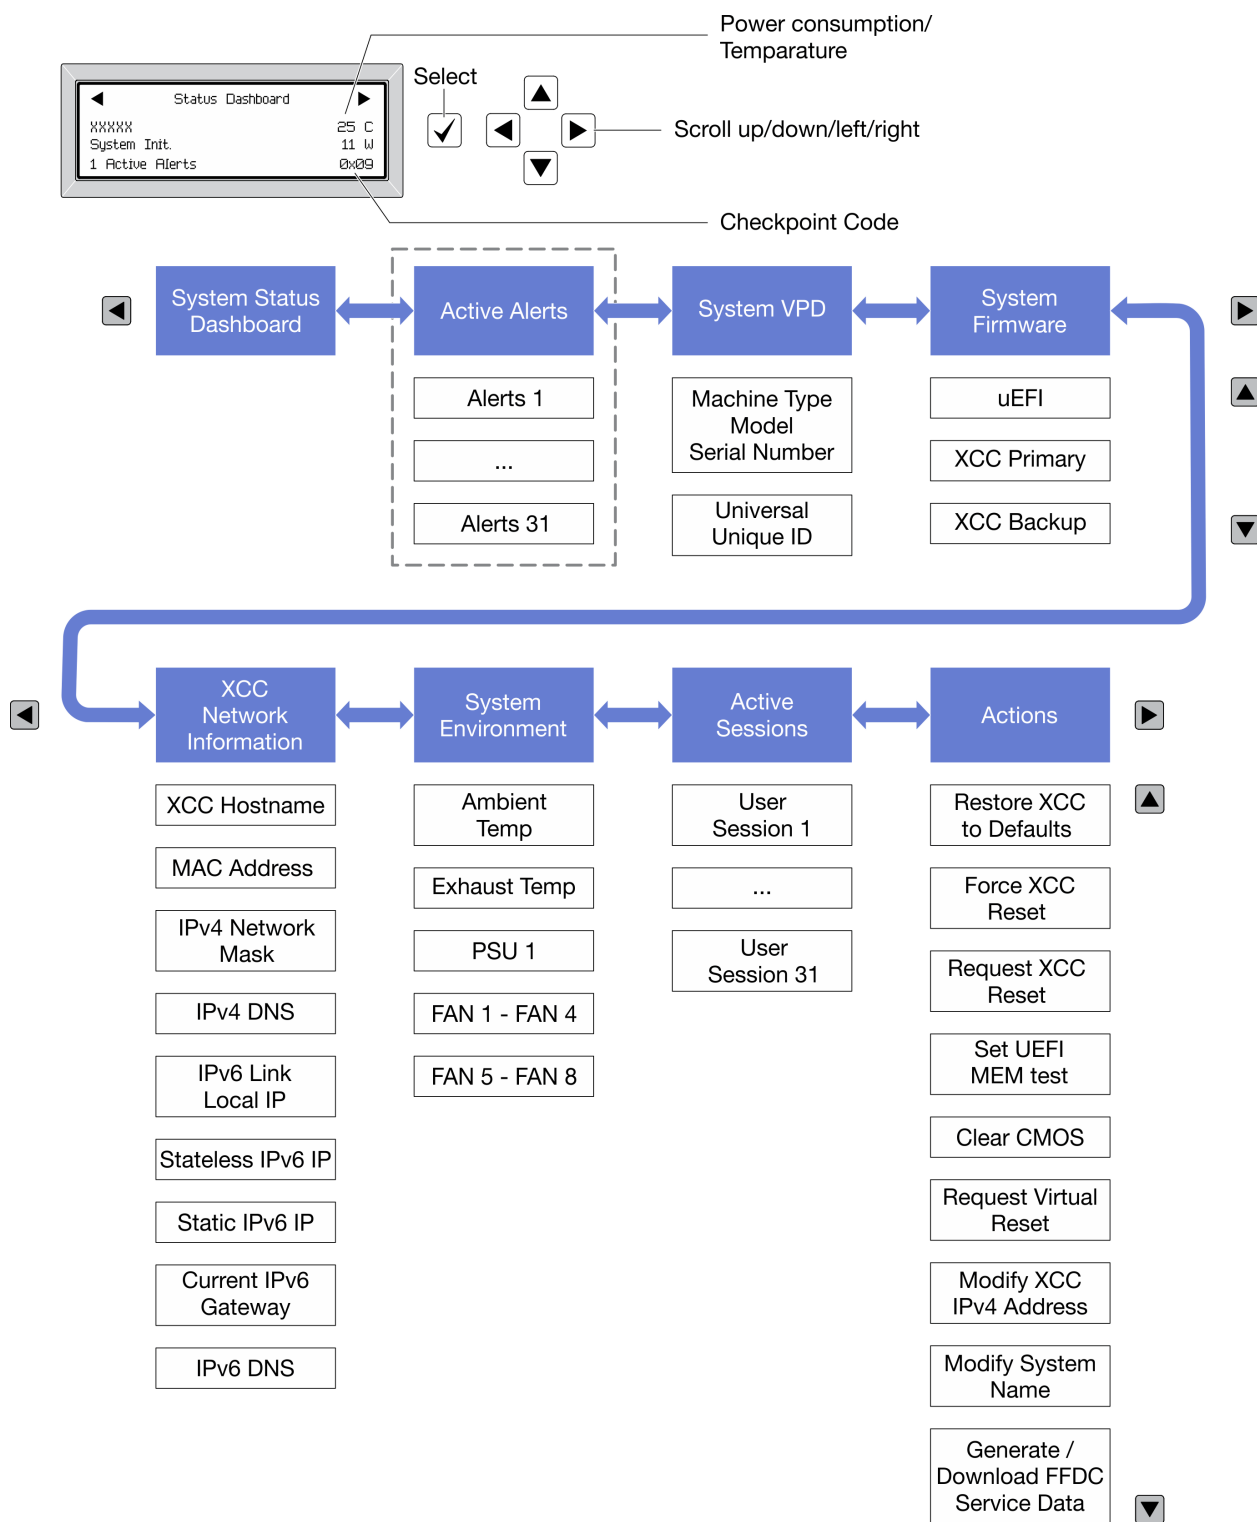 Power consumption/
Temparature
Select
Status Dashboard
XXXXX 25 C
System Init. 11 W
1 Active Alerts 0x09
Scroll up/down/left/right
Checkpoint Code
System Status
Dashboard
Active Alerts
System VPD
System
Firmware
Alerts 1
...
Alerts 31
Machine Type
Model
Serial Number
Universal
Unique ID
uEFI
XCC Primary
XCC Backup
XCC
Network
Information
System
Environment
Active
Sessions
Actions
XCC Hostname
MAC Address
IPv4 Network
Mask
IPv4 DNS
IPv6 Link
Local IP
Stateless IPv6 IP
Static IPv6 IP
Current IPv6
Gateway
IPv6 DNS
Ambient
Temp
Exhaust Temp
PSU 1
FAN 1 - FAN 4
FAN 5 - FAN 8
User
Session 1
...
User
Session 31
Restore XCC
to Defaults
Force XCC
Reset
Request XCC
Reset
Set UEFI
MEM test
Clear CMOS
Request Virtual
Reset
Modify XCC
IPv4 Address
Modify System
Name
Generate /
Download FFDC
Service Data